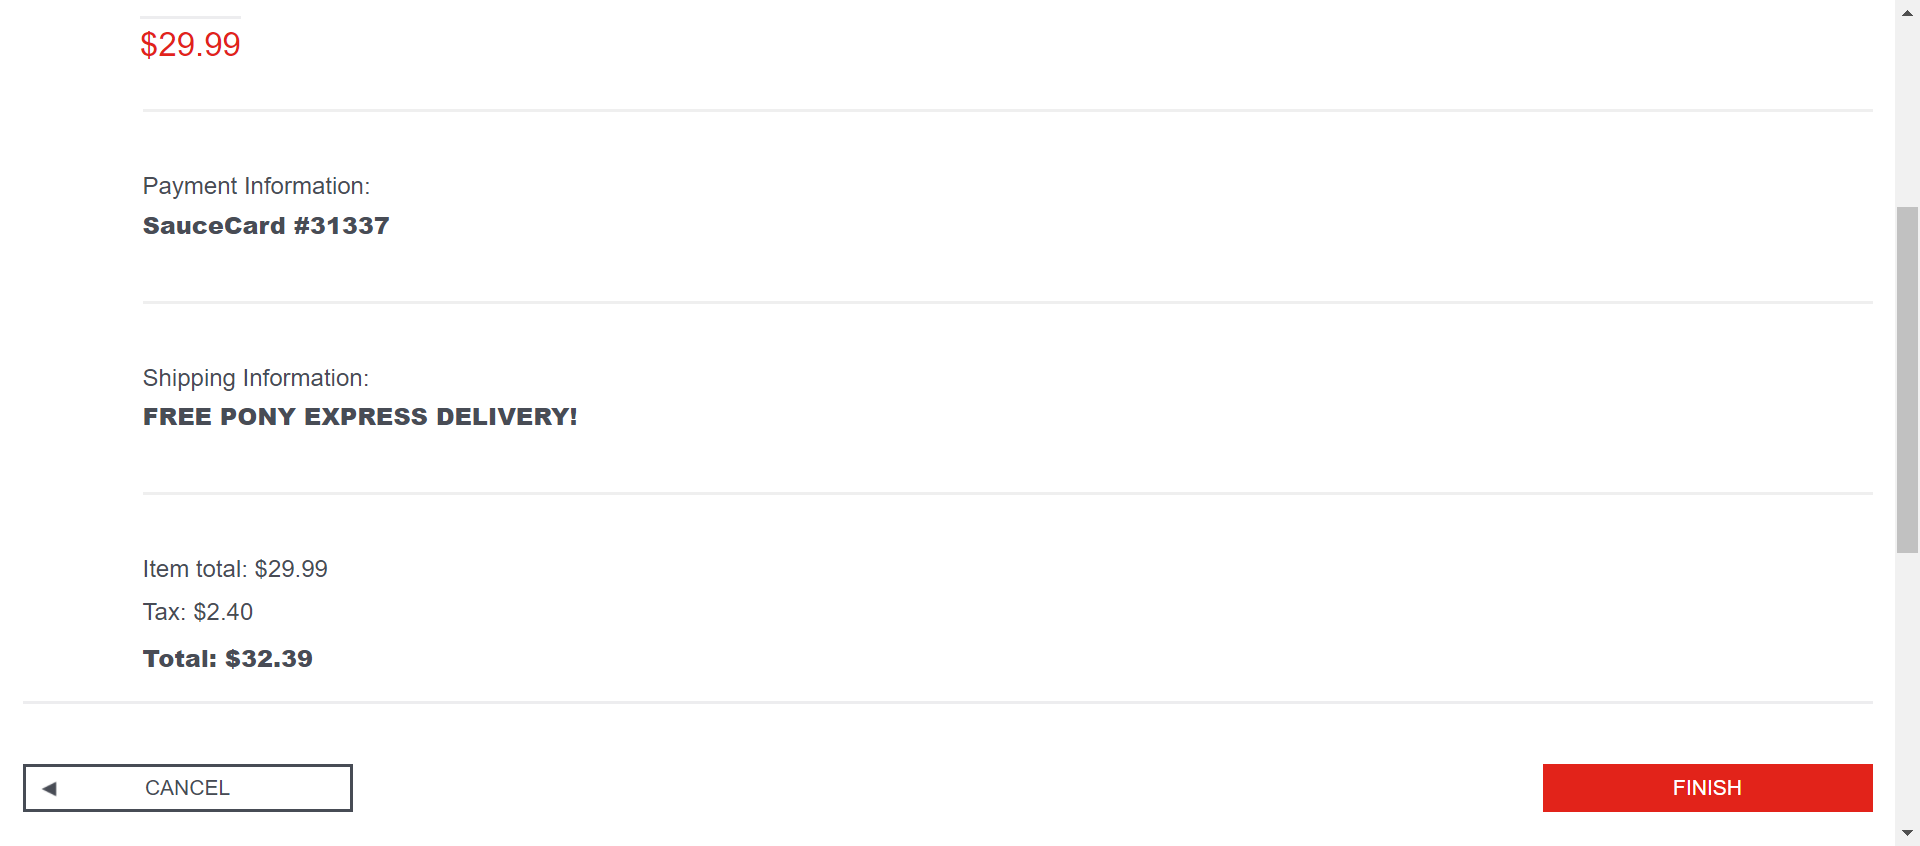 $29.99
Payment Information:
SauceCard #31337
Shipping Information:
FREE PONY EXPRESS DELIVERY!
Item total: $29.99
Tax: $2.40
Total: $32.39
CANCEL
FINISH